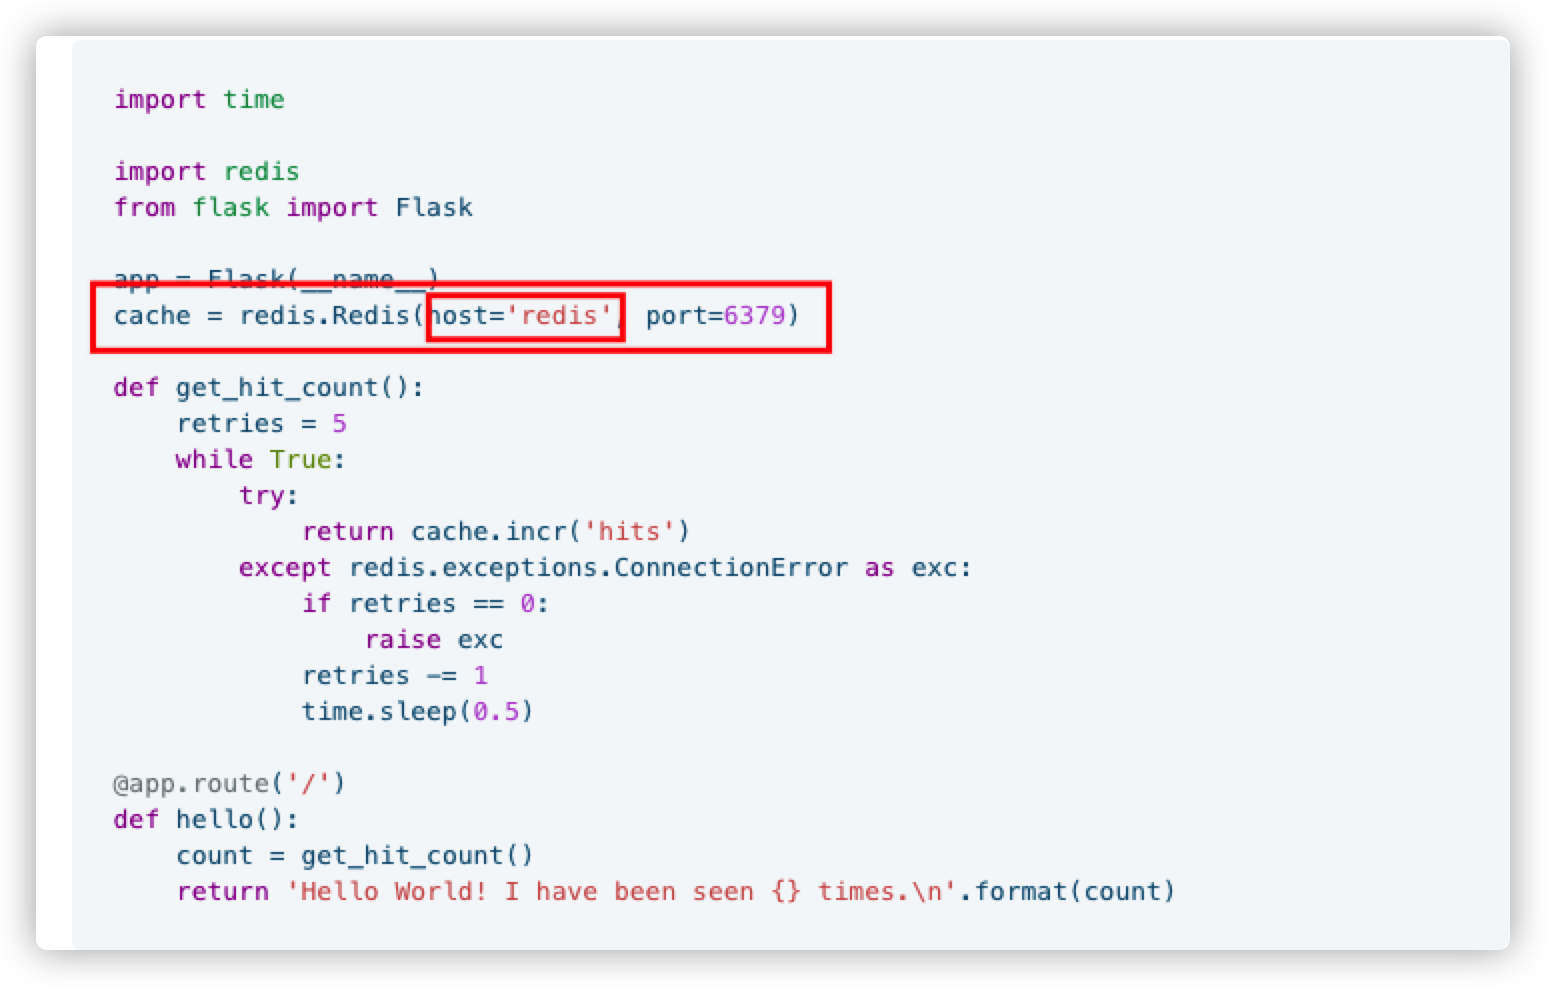 import time
import redis
from flask import Flask
app = Flask(__name__)
cache = redis.Redis(host='redis', port=6379)
def get_hit_count():
    retries = 5
    while True:
        try:
            return cache.incr('hits')
        except redis.exceptions.ConnectionError as exc:
            if retries == 0:
                raise exc
            retries -= 1
            time.sleep(0.5)
@app.route('/')
def hello():
    count = get_hit_count()
    return 'Hello World! I have been seen {} times.\n'.format(count)